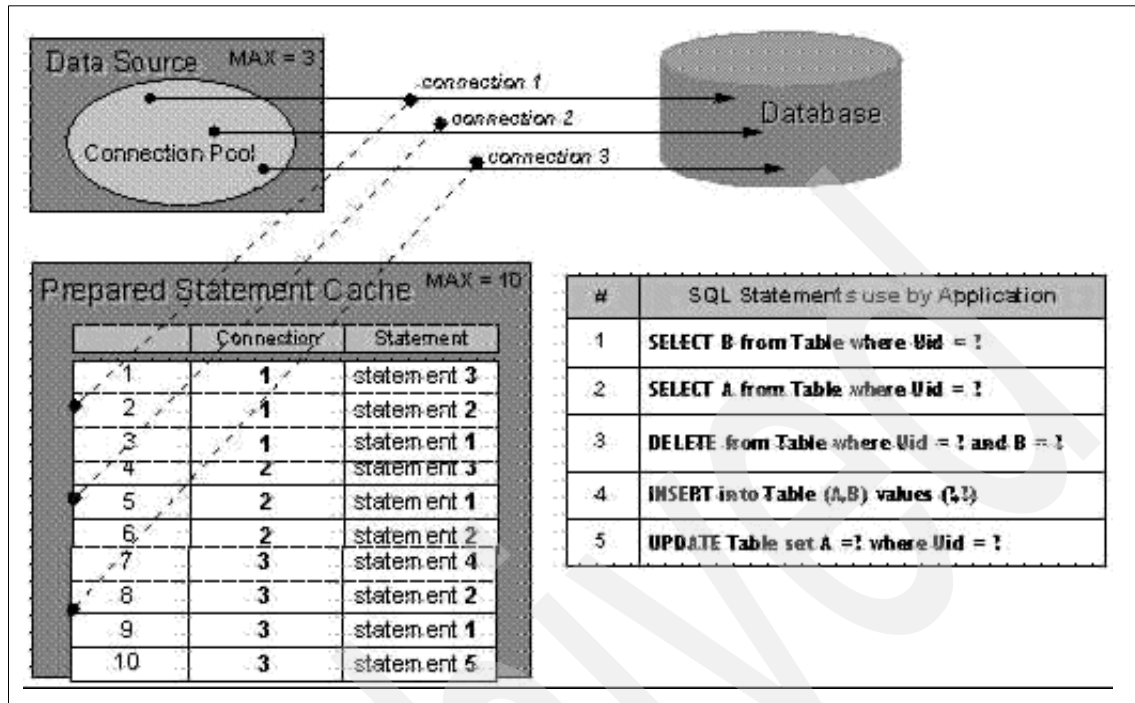 Data Source MAX = 3
Connection Pool
connection 1
connection 2
connection 3
Database
Prepared Statement Cache MAX = 10
Connection Statement
1 1 statement 3
2 1 statement 2
3 1 statement 1
4 2 statement 3
5 2 statement 1
6 2 statement 2
7 3 statement 4
8 3 statement 2
9 3 statement 1
10 3 statement 5
# SQL Statements use by Application
1 SELECT B from Table where Uid = ?
2 SELECT A from Table where Uid = ?
3 DELETE from Table where Uid = ? and B = ?
4 INSERT into Table (A,B) values (?,?)
5 UPDATE Table set A =? where Uid = ?